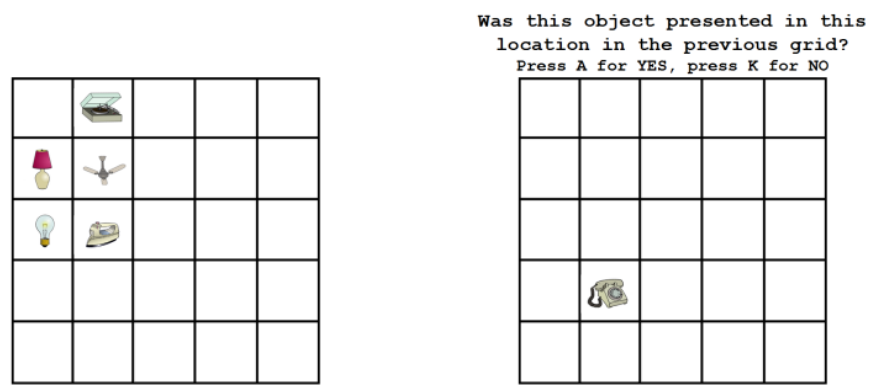 Was this object presented in this
location in the previous grid?
Press A for YES, press K for NO